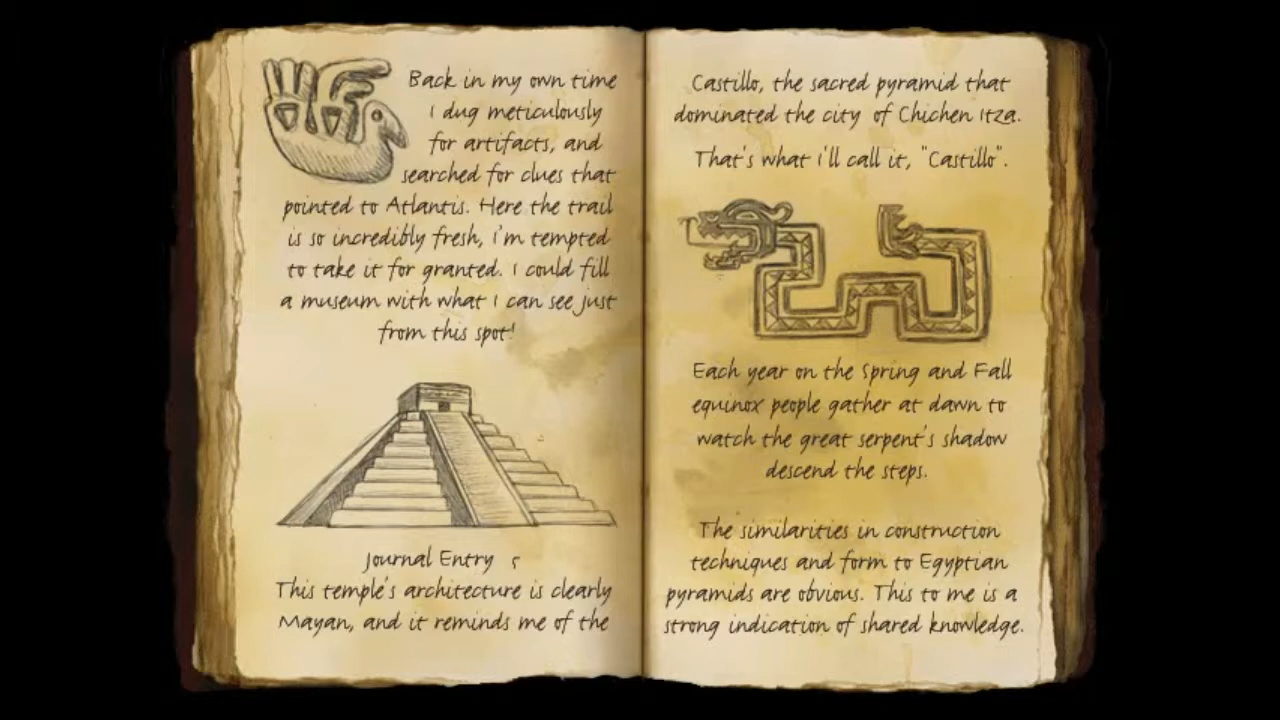 Back in my own time
I dug meticulously
for artifacts, and
searched for clues that
pointed to Atlantis. Here the trail
is so incredibly fresh, I'm tempted
to take it for granted. I could fill
a museum with what I can see just
from this spot!
Journal Entry 5
This temple's architecture is clearly
Mayan, and it reminds me of the
Castillo, the sacred pyramid that
dominated the city of Chichen Itza.
That's what I'll call it, "Castillo".
Each year on the Spring and Fall
equinox people gather at dawn to
watch the great serpent's shadow
descend the steps.
The similarities in construction
techniques and form to Egyptian
pyramids are obvious. This to me is a
strong indication of shared knowledge.